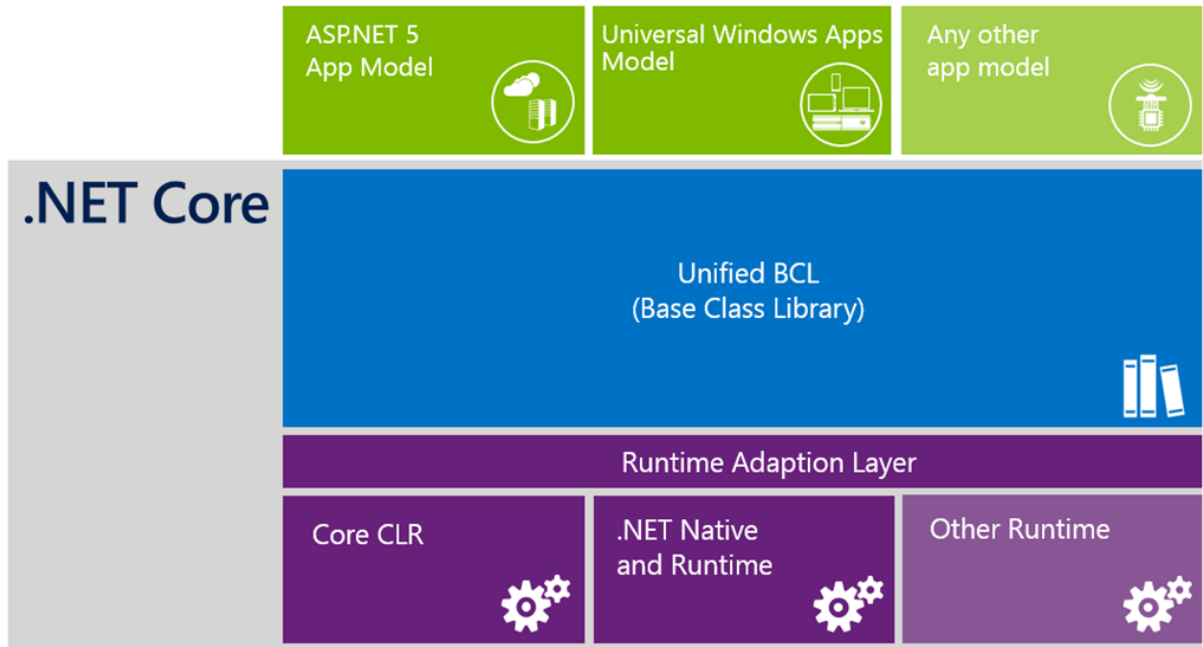 ASP.NET 5
App Model
Universal Windows Apps
Model
Any other
app model
.NET Core
Unified BCL
(Base Class Library)
Runtime Adaption Layer
Core CLR
.NET Native
and Runtime
Other Runtime